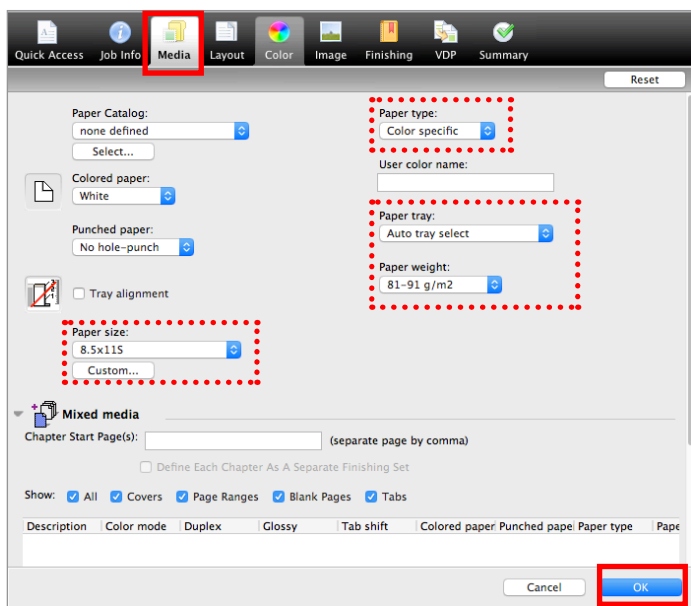 Quick Access Job Info Media Layout Color Image Finishing VDP Summary
Reset
Paper Catalog:
none defined
Select...
Colored paper:
White
Punched paper:
No hole-punch
Tray alignment
Paper size:
8.5x11S
Custom...
Paper type:
Color specific
User color name:
Paper tray:
Auto tray select
Paper weight:
81-91 g/m2
Mixed media
Chapter Start Page(s): (separate page by comma)
Define Each Chapter As A Separate Finishing Set
Show: All Covers Page Ranges Blank Pages Tabs
Description Color mode Duplex Glossy Tab shift Colored paper Punched pape Paper type Pape
Cancel OK